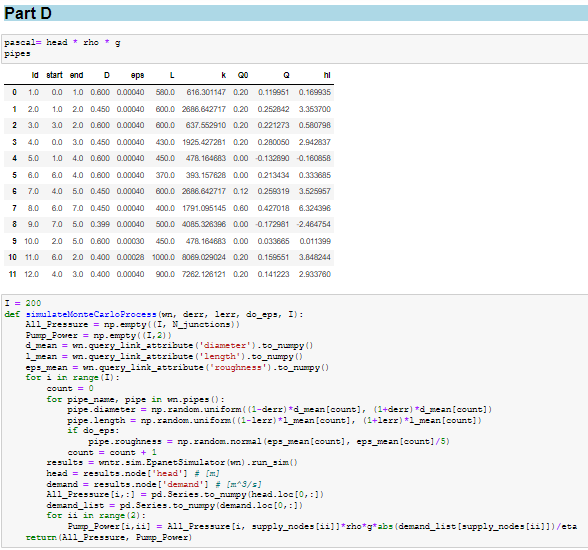 Part D
pascal= head * rho * g
pipes
Id start end D eps L k Q0 Q hl
0 1.0 0.0 1.0 0.600 0.00040 580.0 616.301147 0.20 0.119951 0.169935
1 2.0 1.0 2.0 0.450 0.00040 600.0 2686.642717 0.20 0.252842 3.353700
2 3.0 3.0 2.0 0.600 0.00040 600.0 637.552910 0.20 0.221273 0.580798
3 4.0 0.0 3.0 0.450 0.00040 430.0 1925.427281 0.20 0.280050 2.942837
4 5.0 1.0 4.0 0.600 0.00040 450.0 478.164683 0.00 -0.132890 -0.160858
5 6.0 6.0 4.0 0.600 0.00040 370.0 393.157628 0.00 0.213434 0.333685
6 7.0 4.0 5.0 0.450 0.00040 600.0 2686.642717 0.12 0.259319 3.525957
7 8.0 6.0 7.0 0.450 0.00040 400.0 1791.095145 0.60 0.427018 6.324396
8 9.0 7.0 5.0 0.399 0.00040 500.0 4085.326396 0.00 -0.172981 -2.464754
9 10.0 2.0 5.0 0.600 0.00030 450.0 478.164683 0.00 0.033665 0.011399
10 11.0 6.0 2.0 0.400 0.00028 1000.0 8069.029024 0.20 0.159551 3.848244
11 12.0 4.0 3.0 0.400 0.00040 900.0 7262.126121 0.20 0.141223 2.933760
I = 200
def simulateMonteCarloProcess(wn, derr, lerr, do_eps, I):
All_Pressure = np.empty((I, N_junctions))
Pump_Power = np.empty((I,2))
d_mean = wn.query_link_attribute('diameter').to_numpy()
l_mean = wn.query_link_attribute('length').to_numpy()
eps_mean = wn.query_link_attribute('roughness').to_numpy()
for i in range(I):
count = 0
for pipe_name, pipe in wn.pipes():
pipe.diameter = np.random.uniform((1-derr)*d_mean[count], (1+derr)*d_mean[count])
pipe.length = np.random.uniform((1-lerr)*l_mean[count], (1+lerr)*l_mean[count])
if do_eps:
pipe.roughness = np.random.normal(eps_mean[count], eps_mean[count]/5)
count = count + 1
results = wntr.sim.EpanetSimulator(wn).run_sim()
head = results.node['head'] # [m]
demand = results.node['demand'] # [m^3/s]
All_Pressure[i,:] = pd.Series.to_numpy(head.loc[0,:])
demand_list = pd.Series.to_numpy(demand.loc[0,:])
for ii in range(2):
Pump_Power[i,ii] = All_Pressure[i, supply_nodes[ii]]*rho*g*abs(demand_list[supply_nodes[ii]])/eta
return(All_Pressure, Pump_Power)